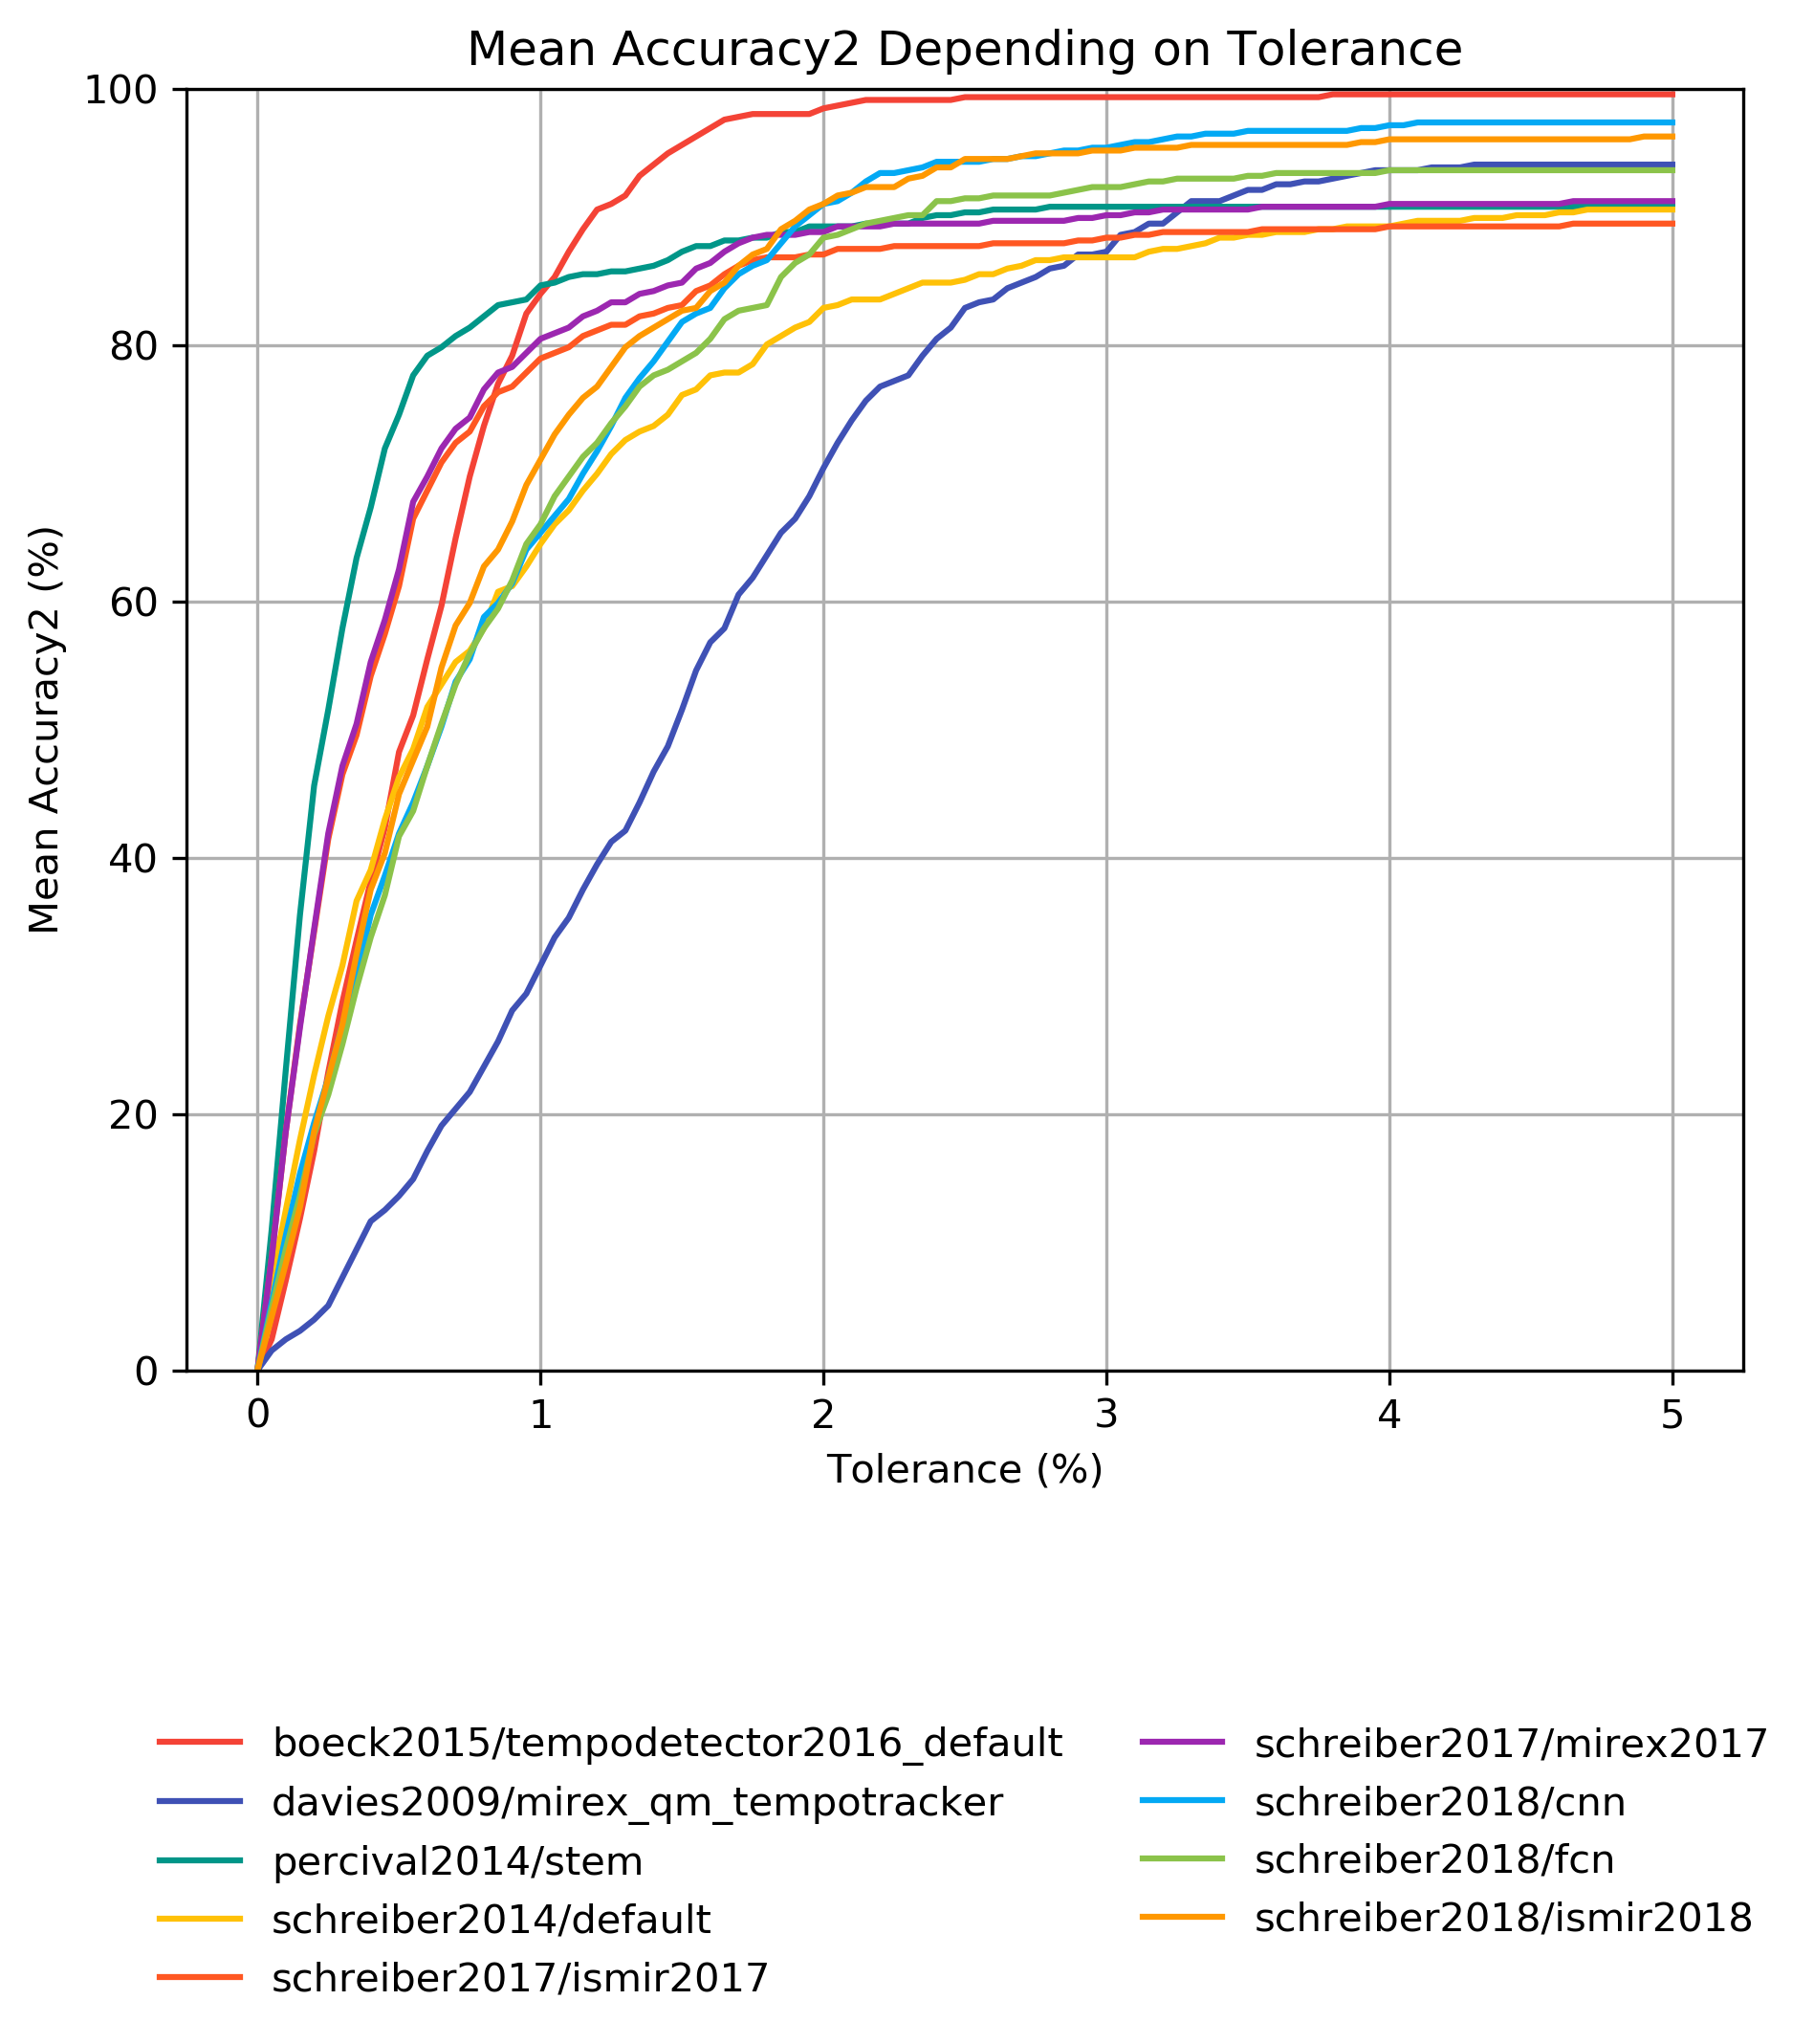 Mean Accuracy2 Depending on Tolerance
100
80
60
40
20
0
Mean Accuracy2 (%)
0 1 2 3 4 5
Tolerance (%)
boeck2015/tempodetector2016_default
davies2009/mirex_qm_tempotracker
percival2014/stem
schreiber2014/default
schreiber2017/ismir2017
schreiber2017/mirex2017
schreiber2018/cnn
schreiber2018/fcn
schreiber2018/ismir2018